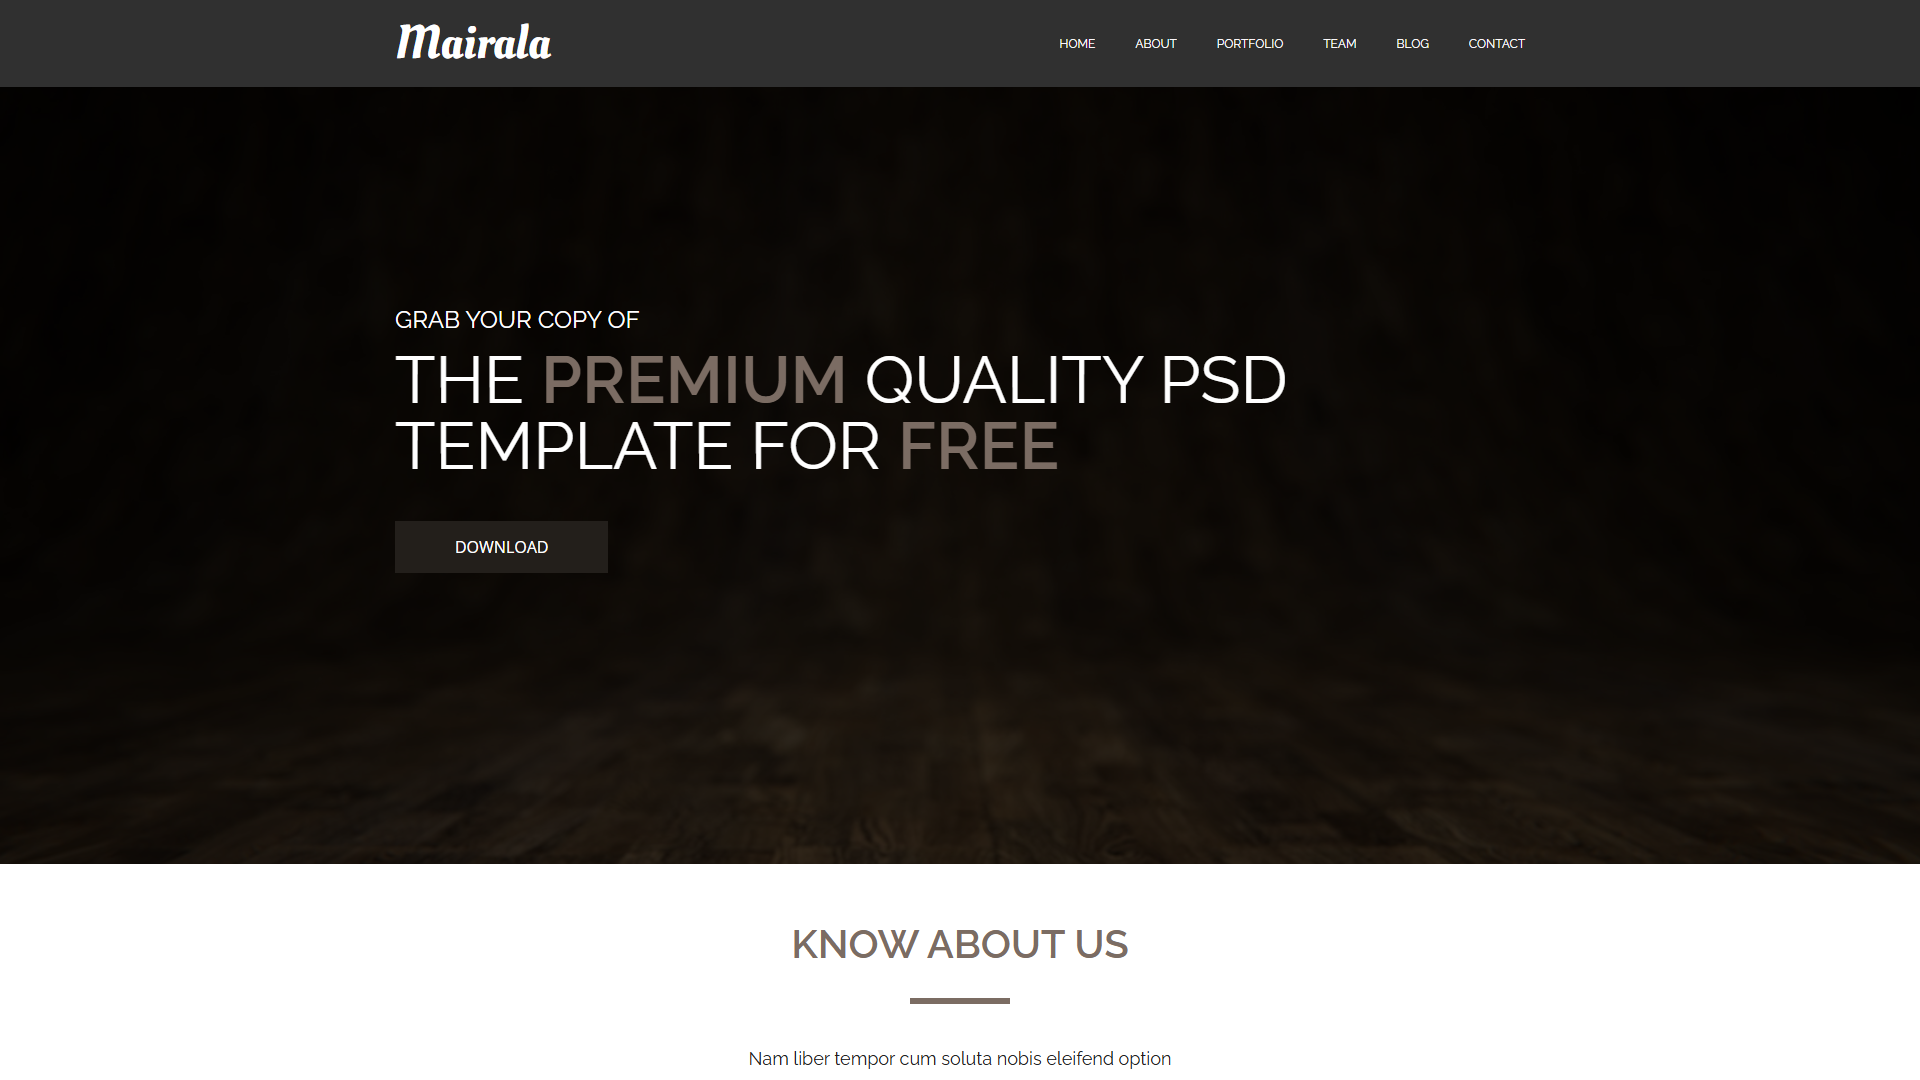 Mairala
HOME ABOUT PORTFOLIO TEAM BLOG CONTACT
GRAB YOUR COPY OF
THE PREMIUM QUALITY PSD
TEMPLATE FOR FREE
DOWNLOAD
KNOW ABOUT US
Nam liber tempor cum soluta nobis eleifend option